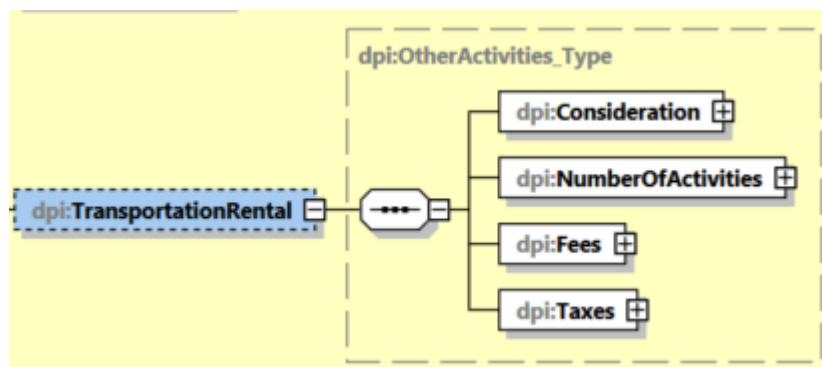 dpi:OtherActivities_Type
dpi:Consideration
dpi:NumberOfActivities
dpi:TransportationRental
dpi:Fees
dpi:Taxes